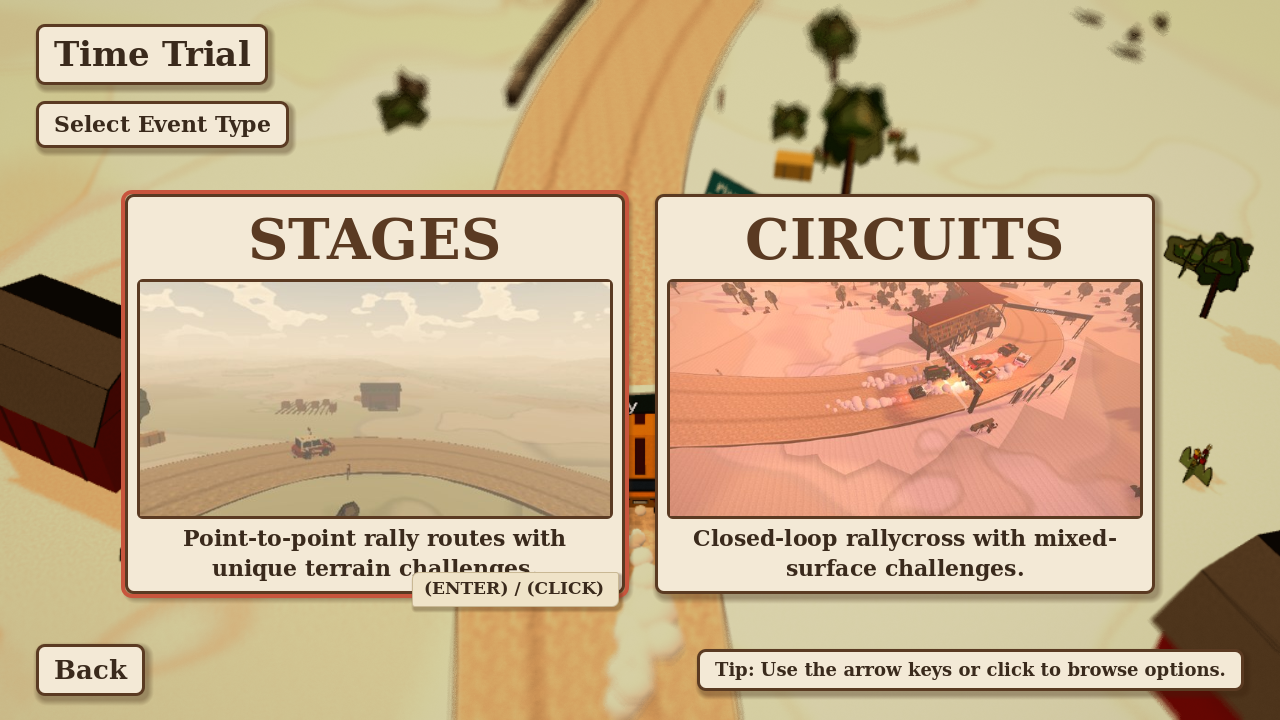 Time Trial
Select Event Type
STAGES
CIRCUITS
Point-to-point rally routes with
unique terrain challenges
(ENTER) / (CLICK)
Closed-loop rallycross with mixed-
surface challenges.
Back
Tip: Use the arrow keys or click to browse options.